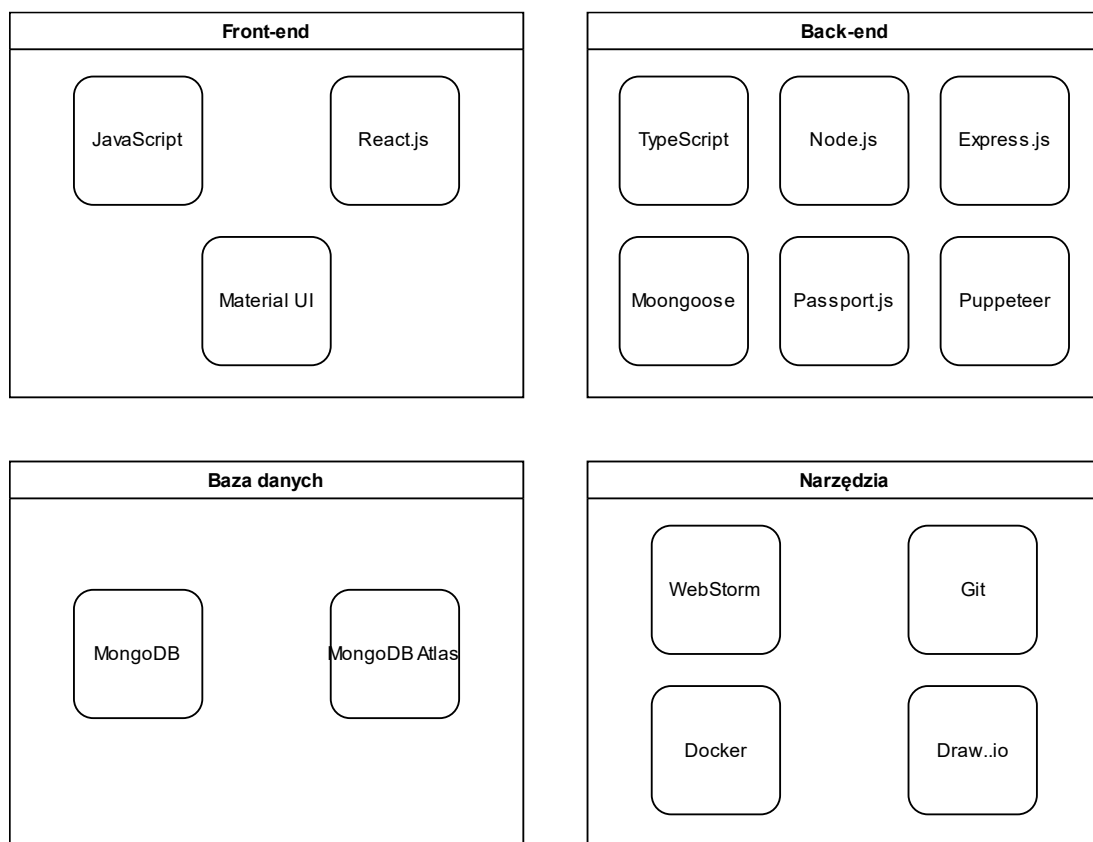 Front-end
JavaScript
React.js
Material UI
Back-end
TypeScript
Node.js
Express.js
Moongoose
Passport.js
Puppeteer
Baza danych
MongoDB
MongoDB Atlas
Narzędzia
WebStorm
Git
Docker
Draw..io